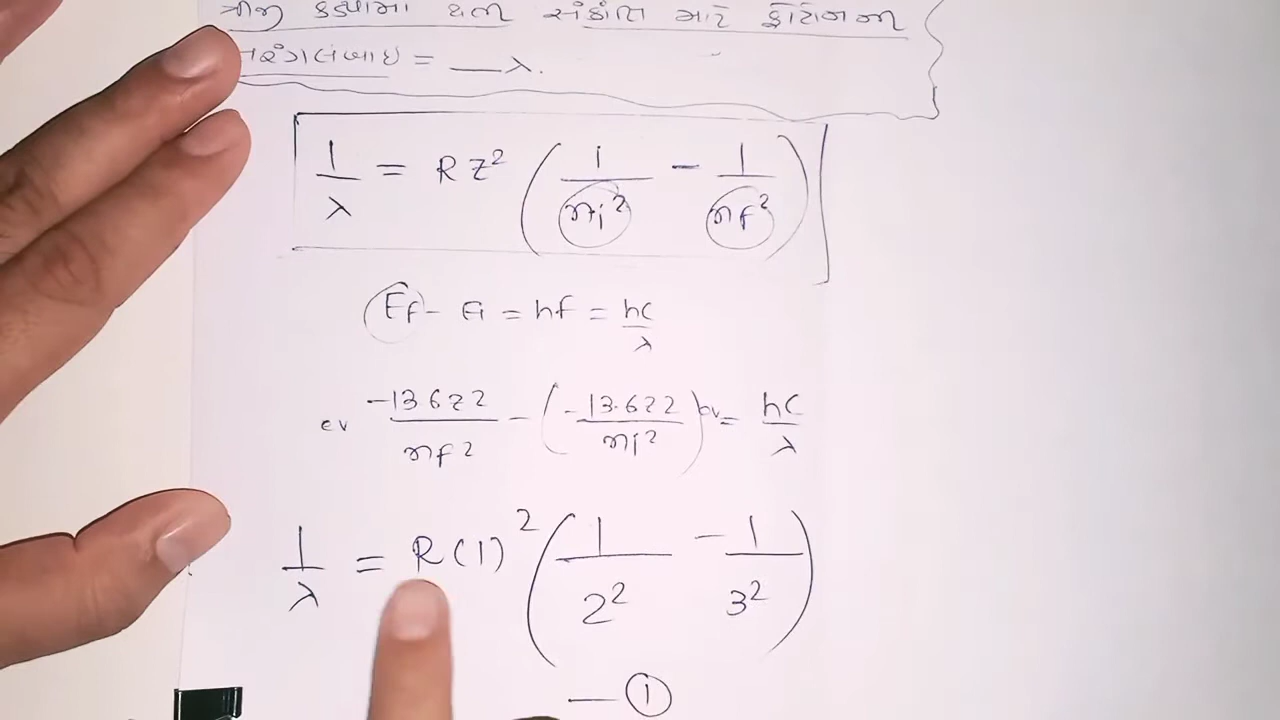 ત્રીજી કક્ષામાં થતી સંક્રાંતિ માટે ફોટોનની
તરંગલંબાઇ = __λ.
1/λ = R Z² (1/ni² - 1/nf²)
Ef - Ei = hf = hc/λ
ev -13.6Z2/nf2 - (-13.6Z2/ni2) ev = hc/λ
1/λ = R(1)² (1/2² - 1/3²)
— ①